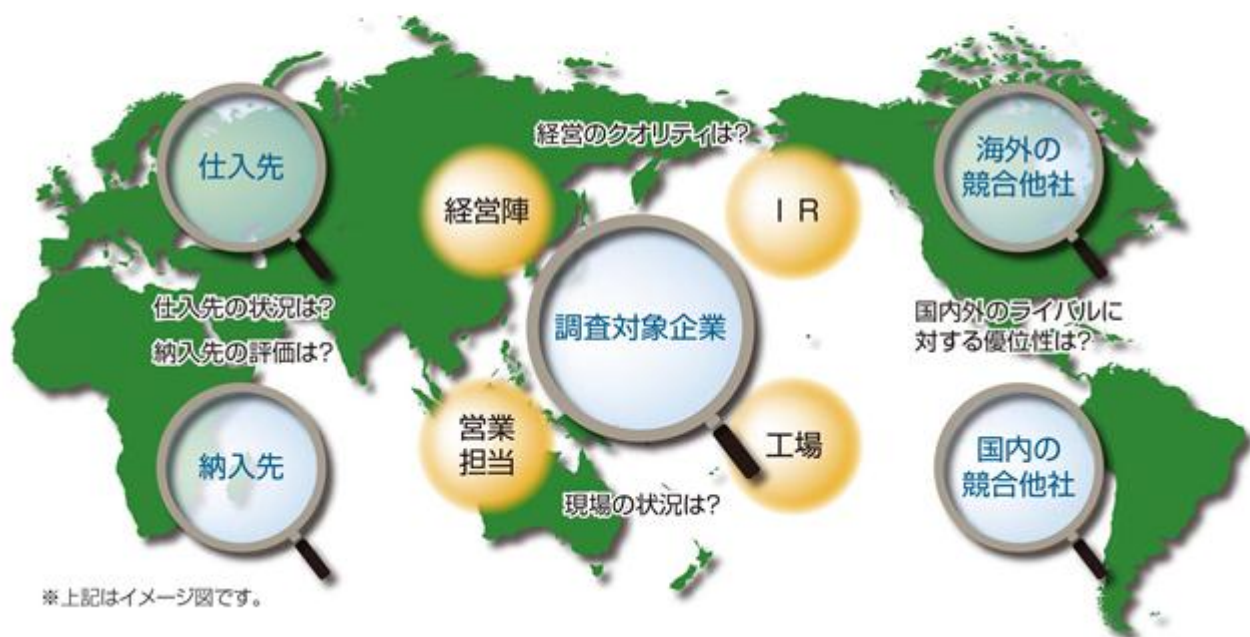 経営のクオリティは?
仕入先
経営陣
ＩＲ
海外の
競合他社
調査対象企業
仕入先の状況は?
納入先の評価は?
国内外のライバルに
対する優位性は?
納入先
営業
担当
工場
国内の
競合他社
現場の状況は?
※上記はイメージ図です。